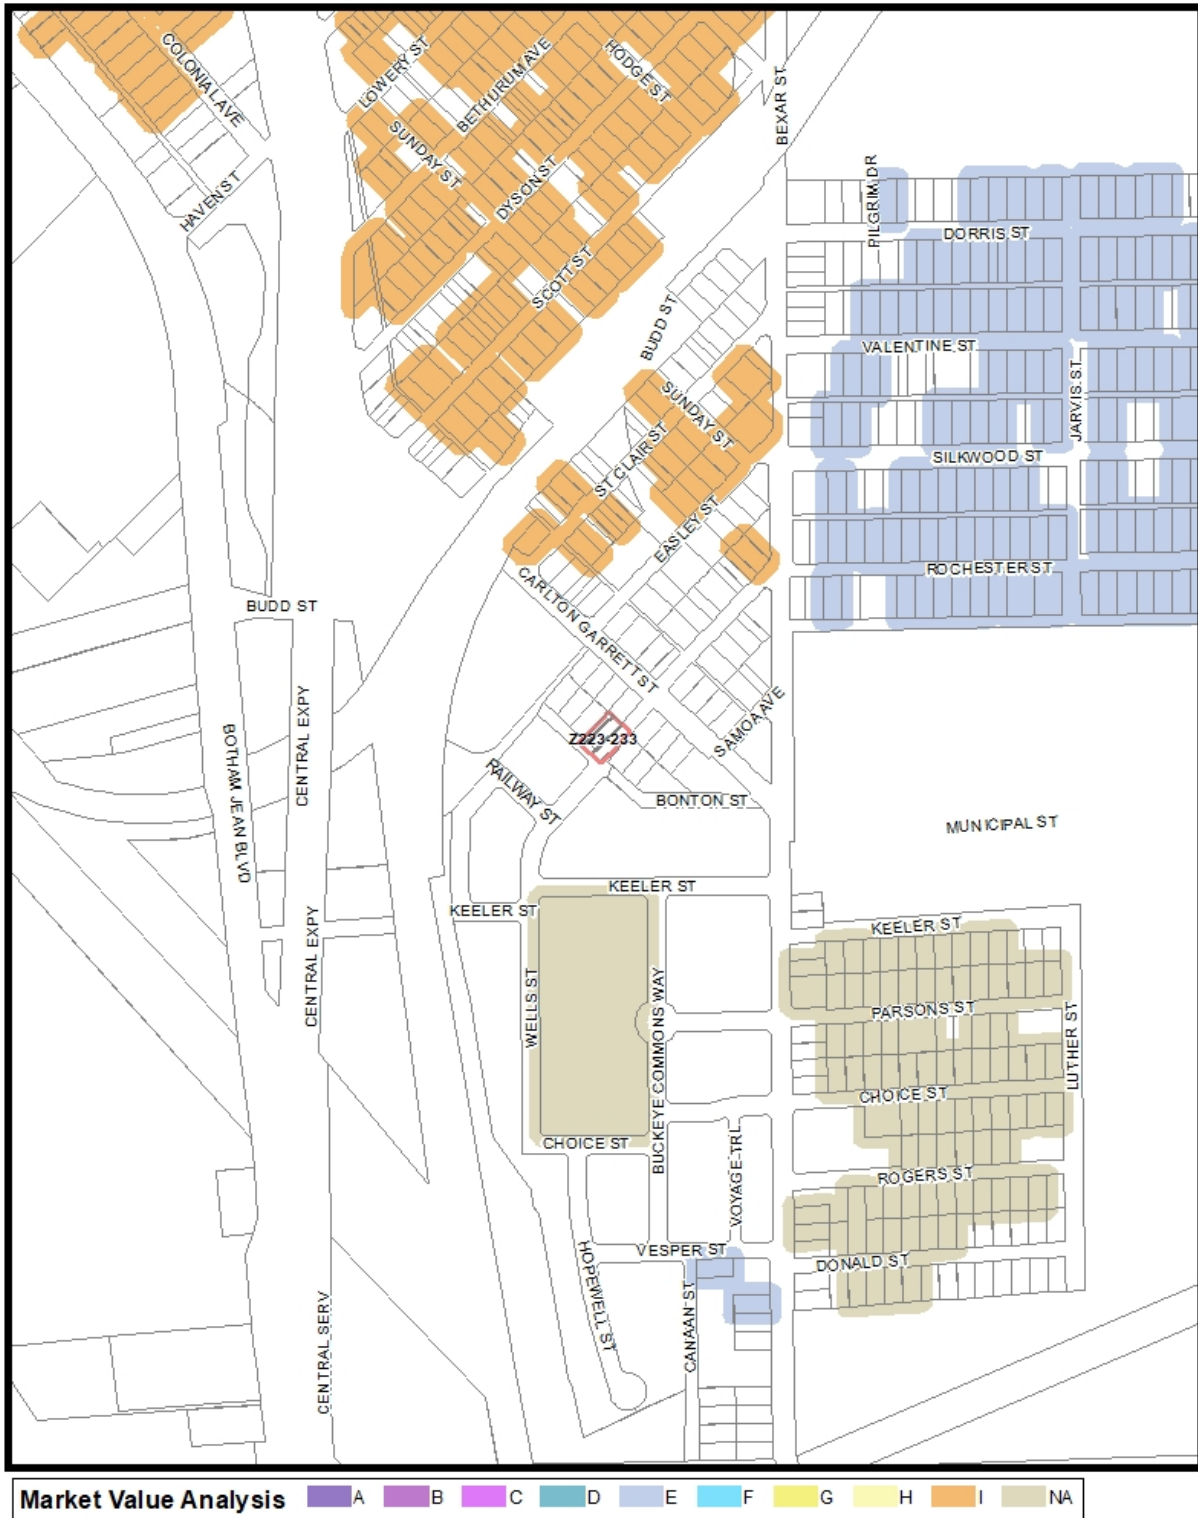 COLONIAL AVE
LOWERY ST
BETHURUM AVE
HODGE ST
BEXAR ST
SUNDAY ST
HAVEN ST
DYSON ST
PILGRIM DR
DORRIS ST
SCOTT ST
BUDD ST
VALENTINE ST
JARVIS ST
SUNDAY ST
ST CLAIR ST
SILKWOOD ST
EASLEY ST
ROCHESTER ST
CARLTON GARRETT ST
BUDD ST
CENTRAL EXPY
SAMOA AVE
Z223-233
BOTHAM JEAN BLVD
RAILWAY ST
BONTON ST
MUNICIPAL ST
KEELER ST
KEELER ST
KEELER ST
CENTRAL EXPY
WELLS ST
BUCKEYE COMMONS WAY
PARSONS ST
LUTHER ST
CHOICE ST
CHOICE ST
VOYAGE TRL
ROGERS ST
VESPER ST
DONALD ST
HOPEWELL ST
CANAAN ST
CENTRAL SERV
Market Value Analysis A B C D E F G H I NA